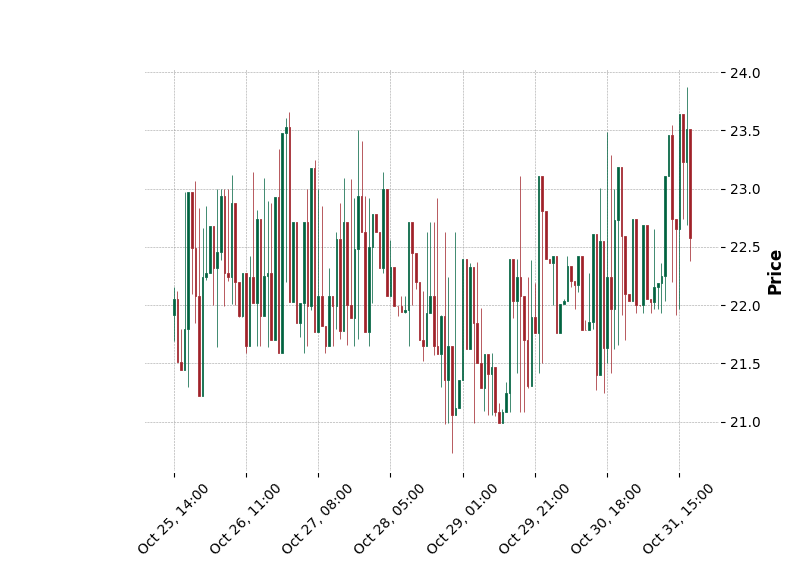 24.0
23.5
23.0
22.5
22.0
21.5
21.0
Price
Oct 25, 14:00
Oct 26, 11:00
Oct 27, 08:00
Oct 28, 05:00
Oct 29, 01:00
Oct 29, 21:00
Oct 30, 18:00
Oct 31, 15:00